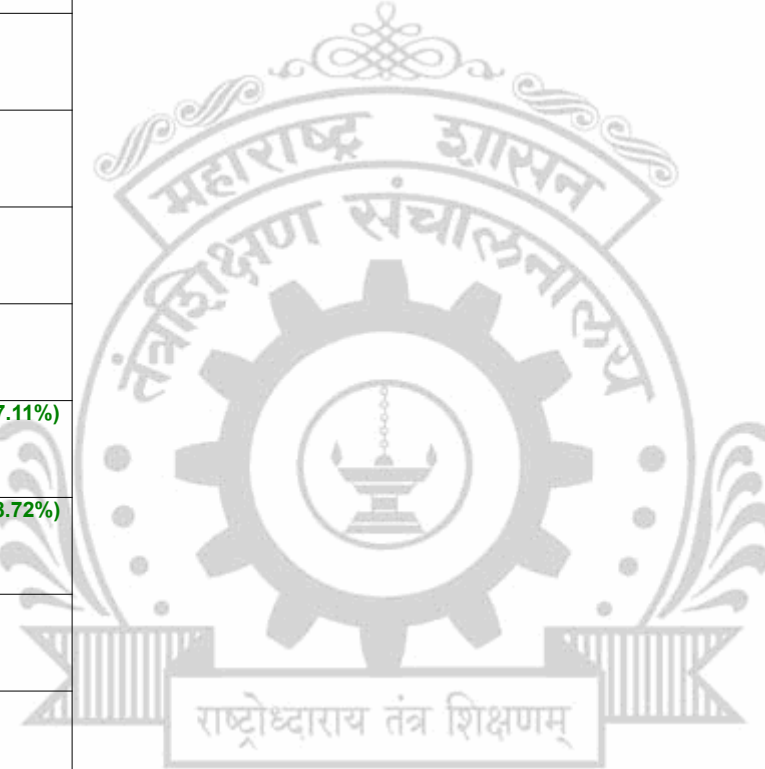 महाराष्ट्र शासन
तंत्रशिक्षण संचालनालय
7.11%)
3.72%)
राष्ट्रोध्दाराय तंत्र शिक्षणम्